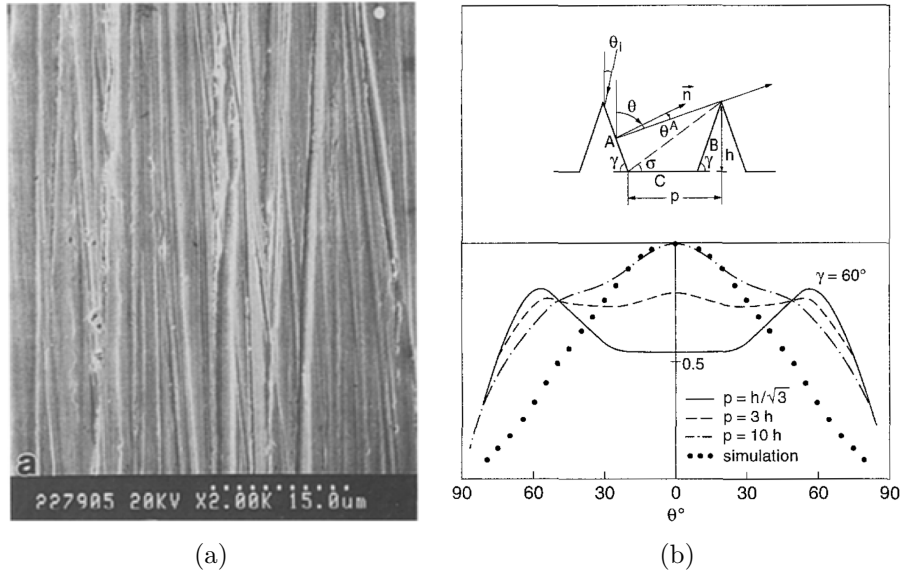 a
227905 20KV X2.00K 15.0um
(a)
θi
θ
n⃗
A
θᴬ
B
γ
σ
γ
h
C
p
γ = 60°
0.5
p = h/√3
p = 3 h
p = 10 h
simulation
90 60 30 0 30 60 90
θ°
(b)